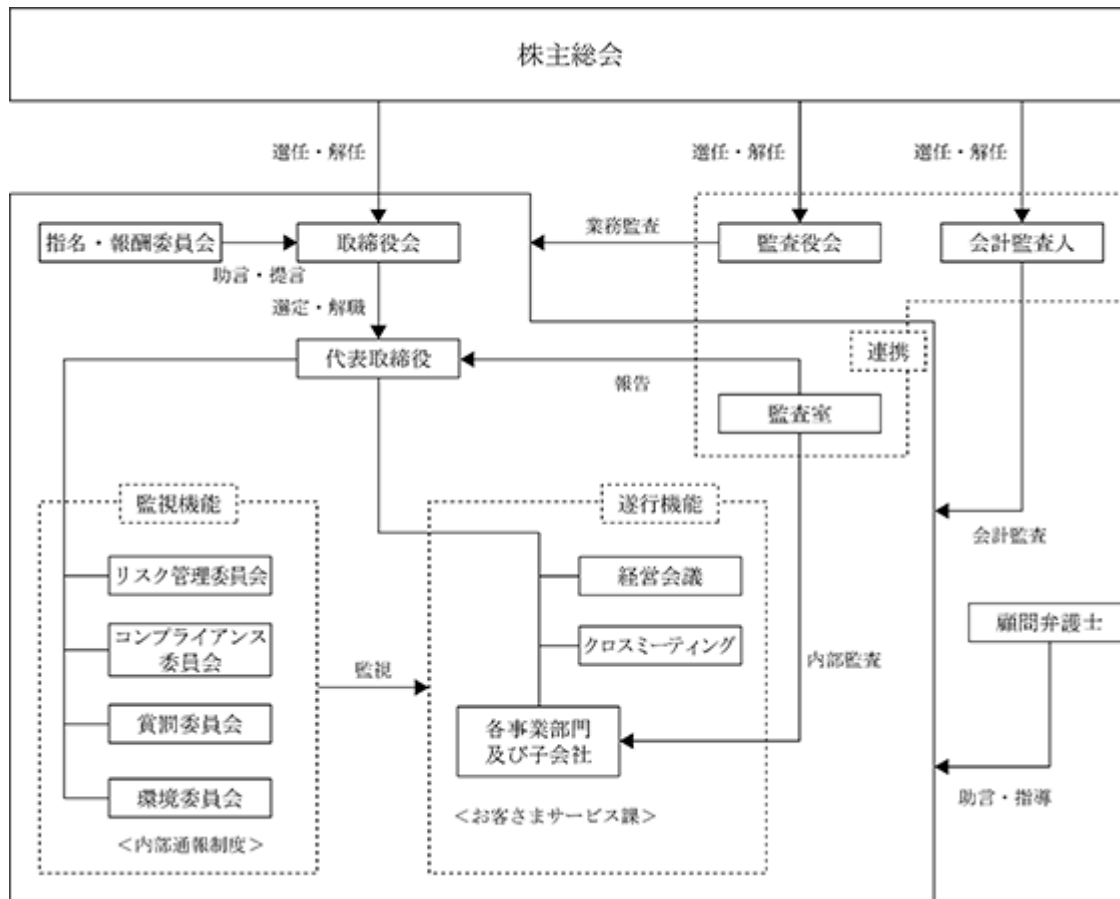 株主総会
選任・解任
選任・解任
選任・解任
指名・報酬委員会
取締役会
業務監査
監査役会
会計監査人
助言・提言
選定・解職
代表取締役
連携
報告
監査室
監視機能
遂行機能
会計監査
リスク管理委員会
経営会議
顧問弁護士
コンプライアンス
委員会
クロスミーティング
内部監査
監視
賞罰委員会
各事業部門
及び子会社
環境委員会
助言・指導
<お客さまサービス課>
<内部通報制度>